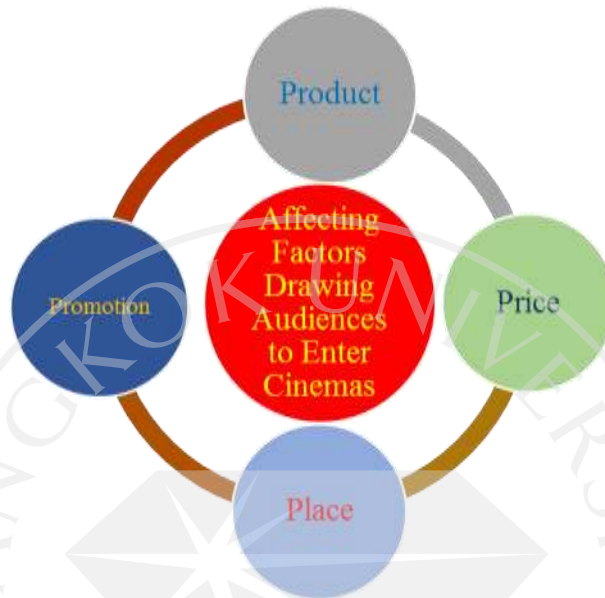 Product
Affecting
Factors
Drawing
Audiences
to Enter
Cinemas
Promotion
Price
Place